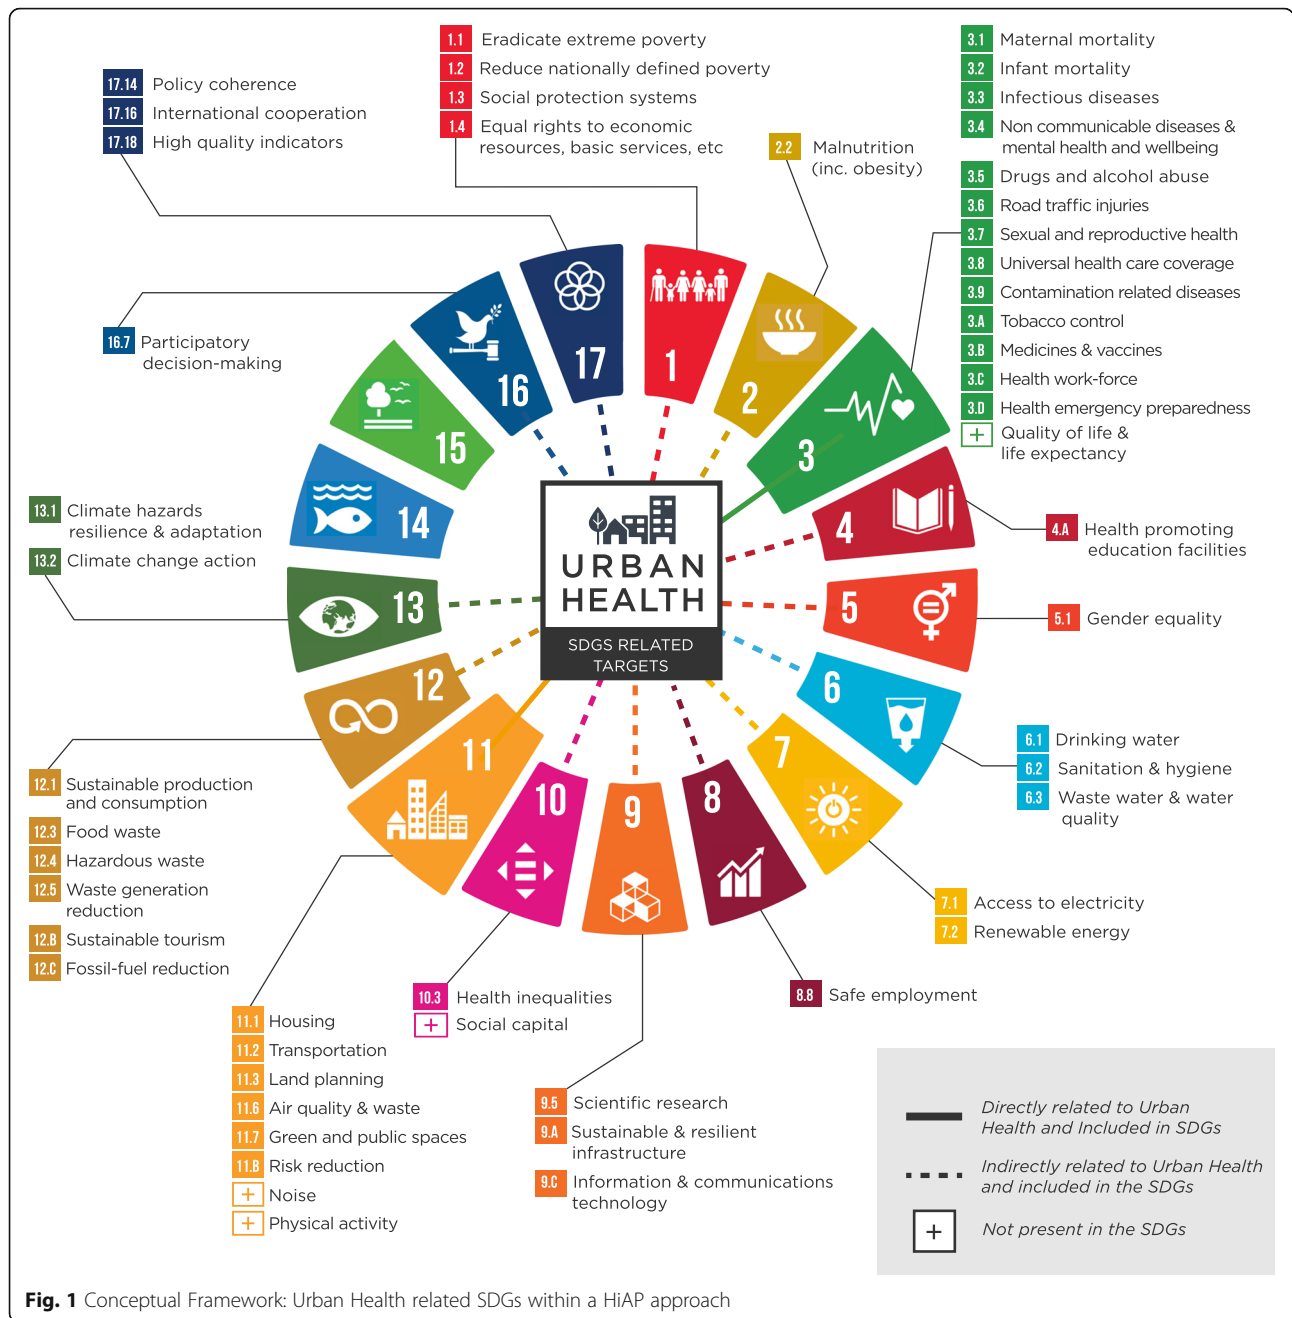 17.14 Policy coherence
17.16 International cooperation
17.18 High quality indicators
1.1 Eradicate extreme poverty
1.2 Reduce nationally defined poverty
1.3 Social protection systems
1.4 Equal rights to economic
resources, basic services, etc
2.2 Malnutrition
(inc. obesity)
3.1 Maternal mortality
3.2 Infant mortality
3.3 Infectious diseases
3.4 Non communicable diseases &
mental health and wellbeing
3.5 Drugs and alcohol abuse
3.6 Road traffic injuries
3.7 Sexual and reproductive health
3.8 Universal health care coverage
3.9 Contamination related diseases
3.A Tobacco control
3.B Medicines & vaccines
3.C Health work-force
3.D Health emergency preparedness
+ Quality of life &
life expectancy
16.7 Participatory
decision-making
17
1
16
2
15
3
14
4
13
5
12
6
11
7
10
9
8
URBAN
HEALTH
SDGS RELATED
TARGETS
13.1 Climate hazards
resilience & adaptation
13.2 Climate change action
4.A Health promoting
education facilities
5.1 Gender equality
6.1 Drinking water
6.2 Sanitation & hygiene
6.3 Waste water & water
quality
12.1 Sustainable production
and consumption
12.3 Food waste
12.4 Hazardous waste
12.5 Waste generation
reduction
12.B Sustainable tourism
12.C Fossil-fuel reduction
7.1 Access to electricity
7.2 Renewable energy
8.8 Safe employment
10.3 Health inequalities
+ Social capital
11.1 Housing
11.2 Transportation
11.3 Land planning
11.6 Air quality & waste
11.7 Green and public spaces
11.B Risk reduction
+ Noise
+ Physical activity
9.5 Scientific research
9.A Sustainable & resilient
infrastructure
9.C Information & communications
technology
Directly related to Urban
Health and Included in SDGs
Indirectly related to Urban Health
and included in the SDGs
+ Not present in the SDGs
Fig. 1 Conceptual Framework: Urban Health related SDGs within a HiAP approach